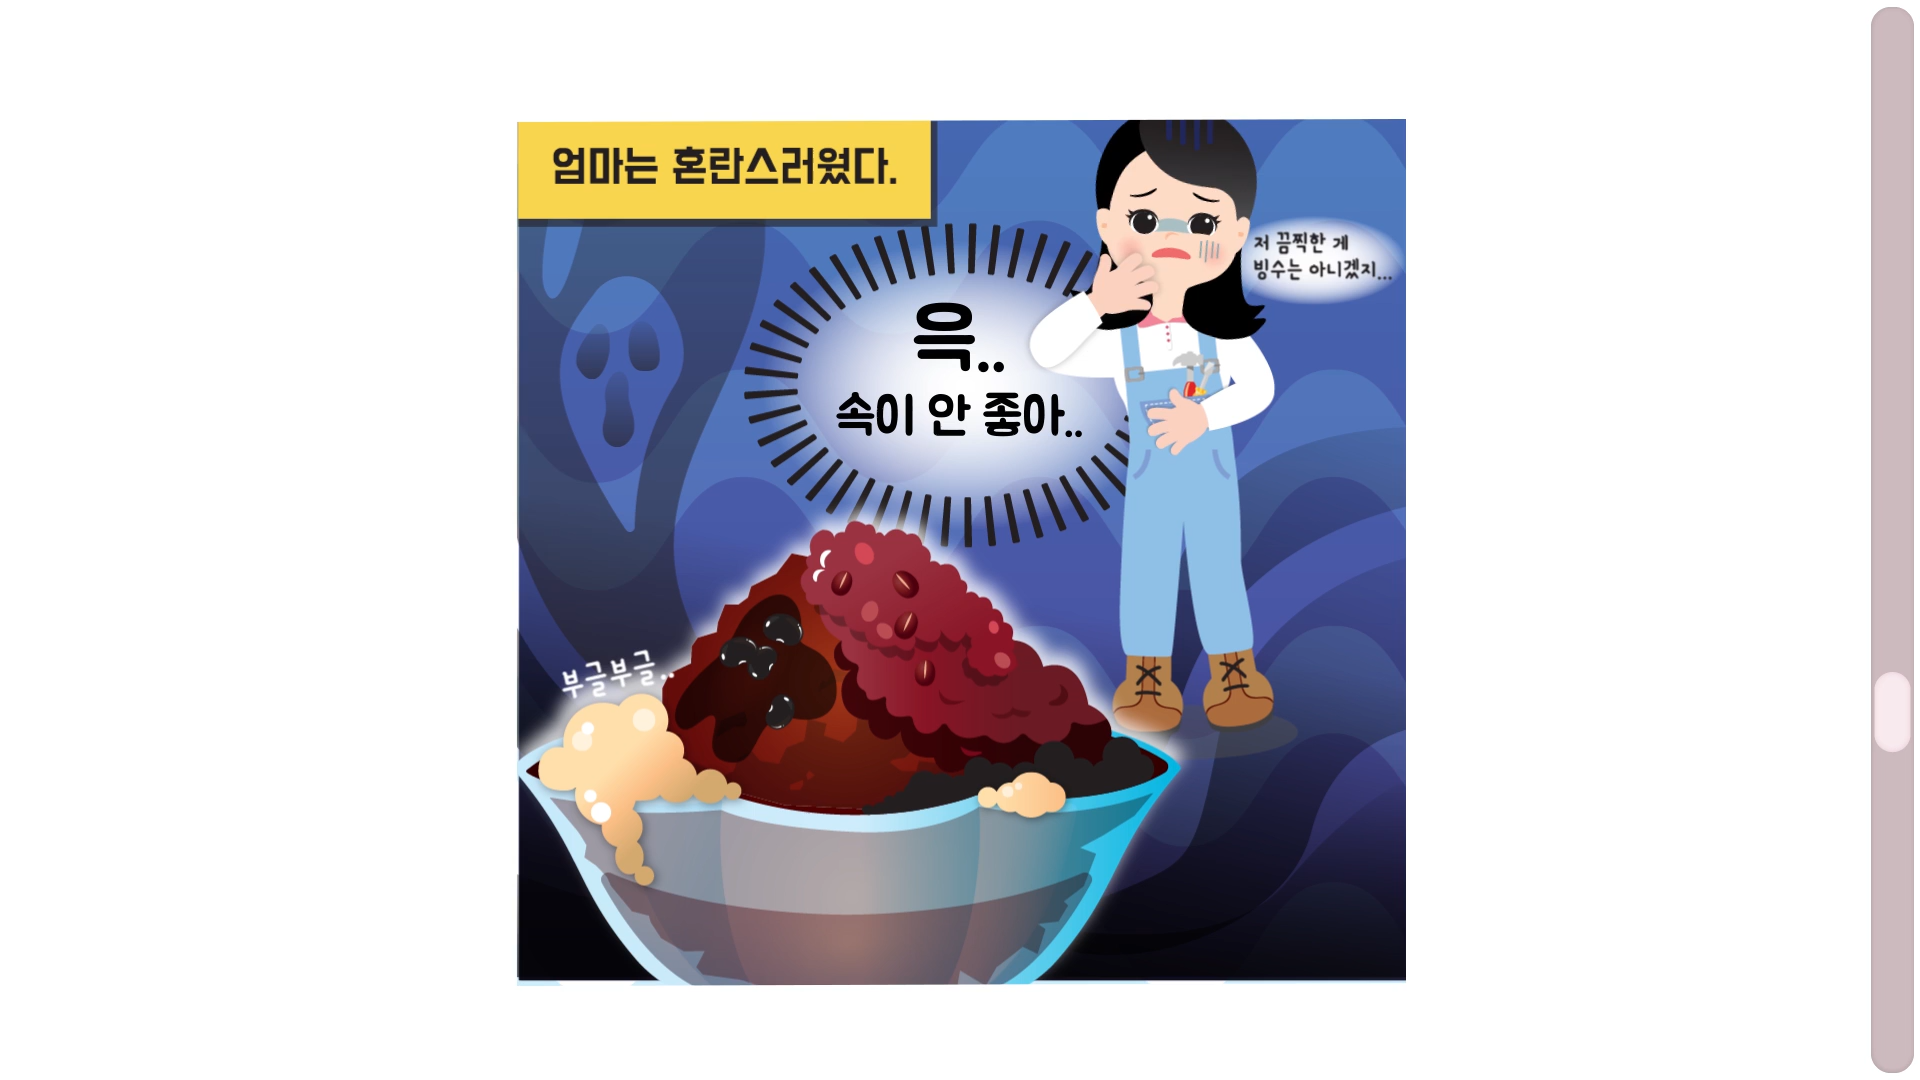 엄마는 혼란스러웠다.
저 끔찍한 게
빙수는 아니겠지...
윽..
속이 안 좋아..
부글부글..